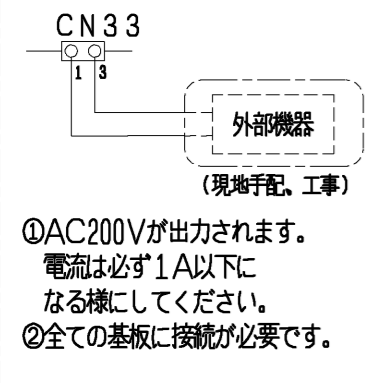 CN33
1 3
外部機器
(現地手配、工事)
①AC200Vが出力されます。
電流は必ず1A以下に
なる様にしてください。
②全ての基板に接続が必要です。